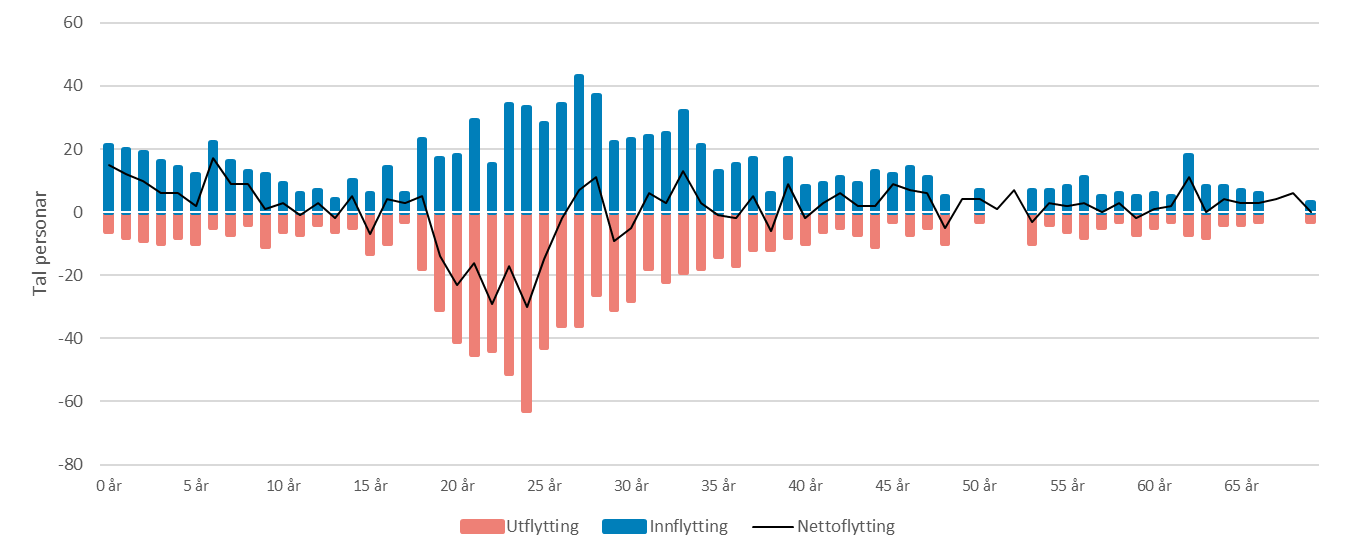 60
40
20
0
-20
-40
-60
-80
Tal personar
0 år 5 år 10 år 15 år 20 år 25 år 30 år 35 år 40 år 45 år 50 år 55 år 60 år 65 år
Utflytting Innflytting Nettoflytting